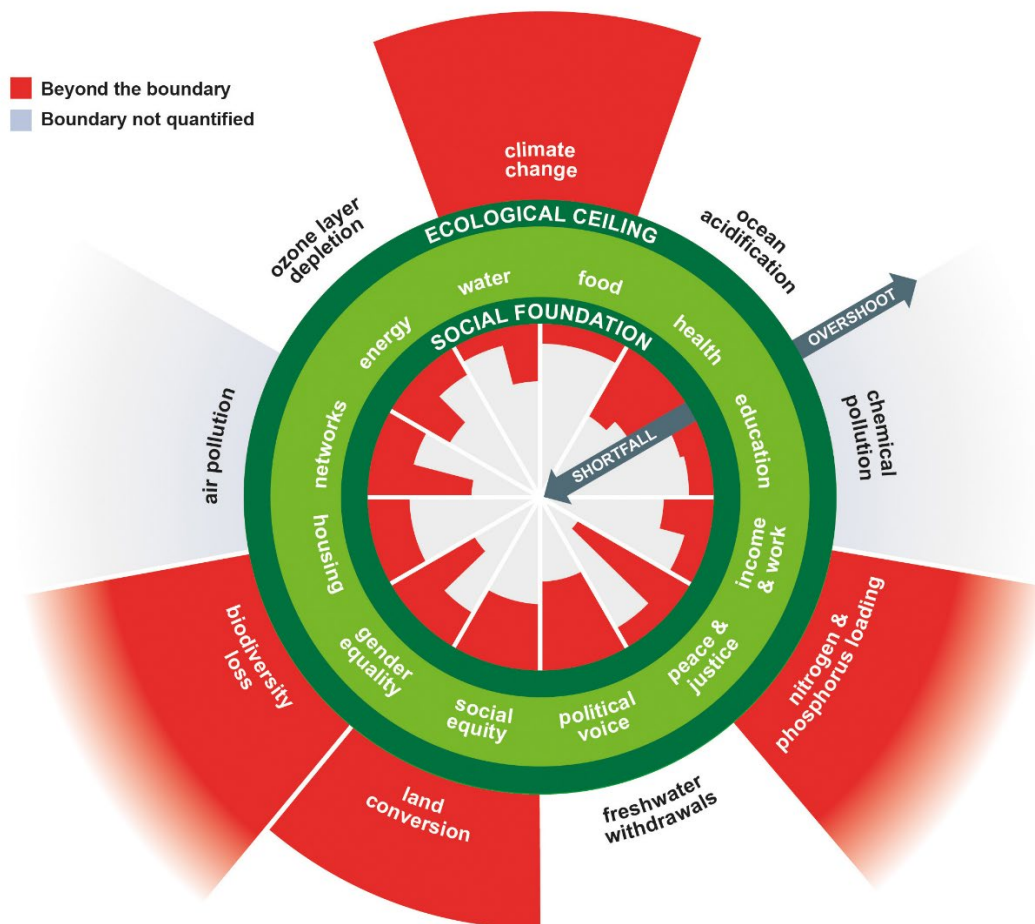 Beyond the boundary
Boundary not quantified
climate
change
ozone layer
depletion
ocean
acidification
ECOLOGICAL CEILING
OVERSHOOT
water
food
energy
health
SOCIAL FOUNDATION
networks
education
SHORTFALL
air pollution
chemical
pollution
housing
income
& work
biodiversity
loss
gender
equality
peace &
justice
nitrogen &
phosphorus loading
social
equity
political
voice
land
conversion
freshwater
withdrawals